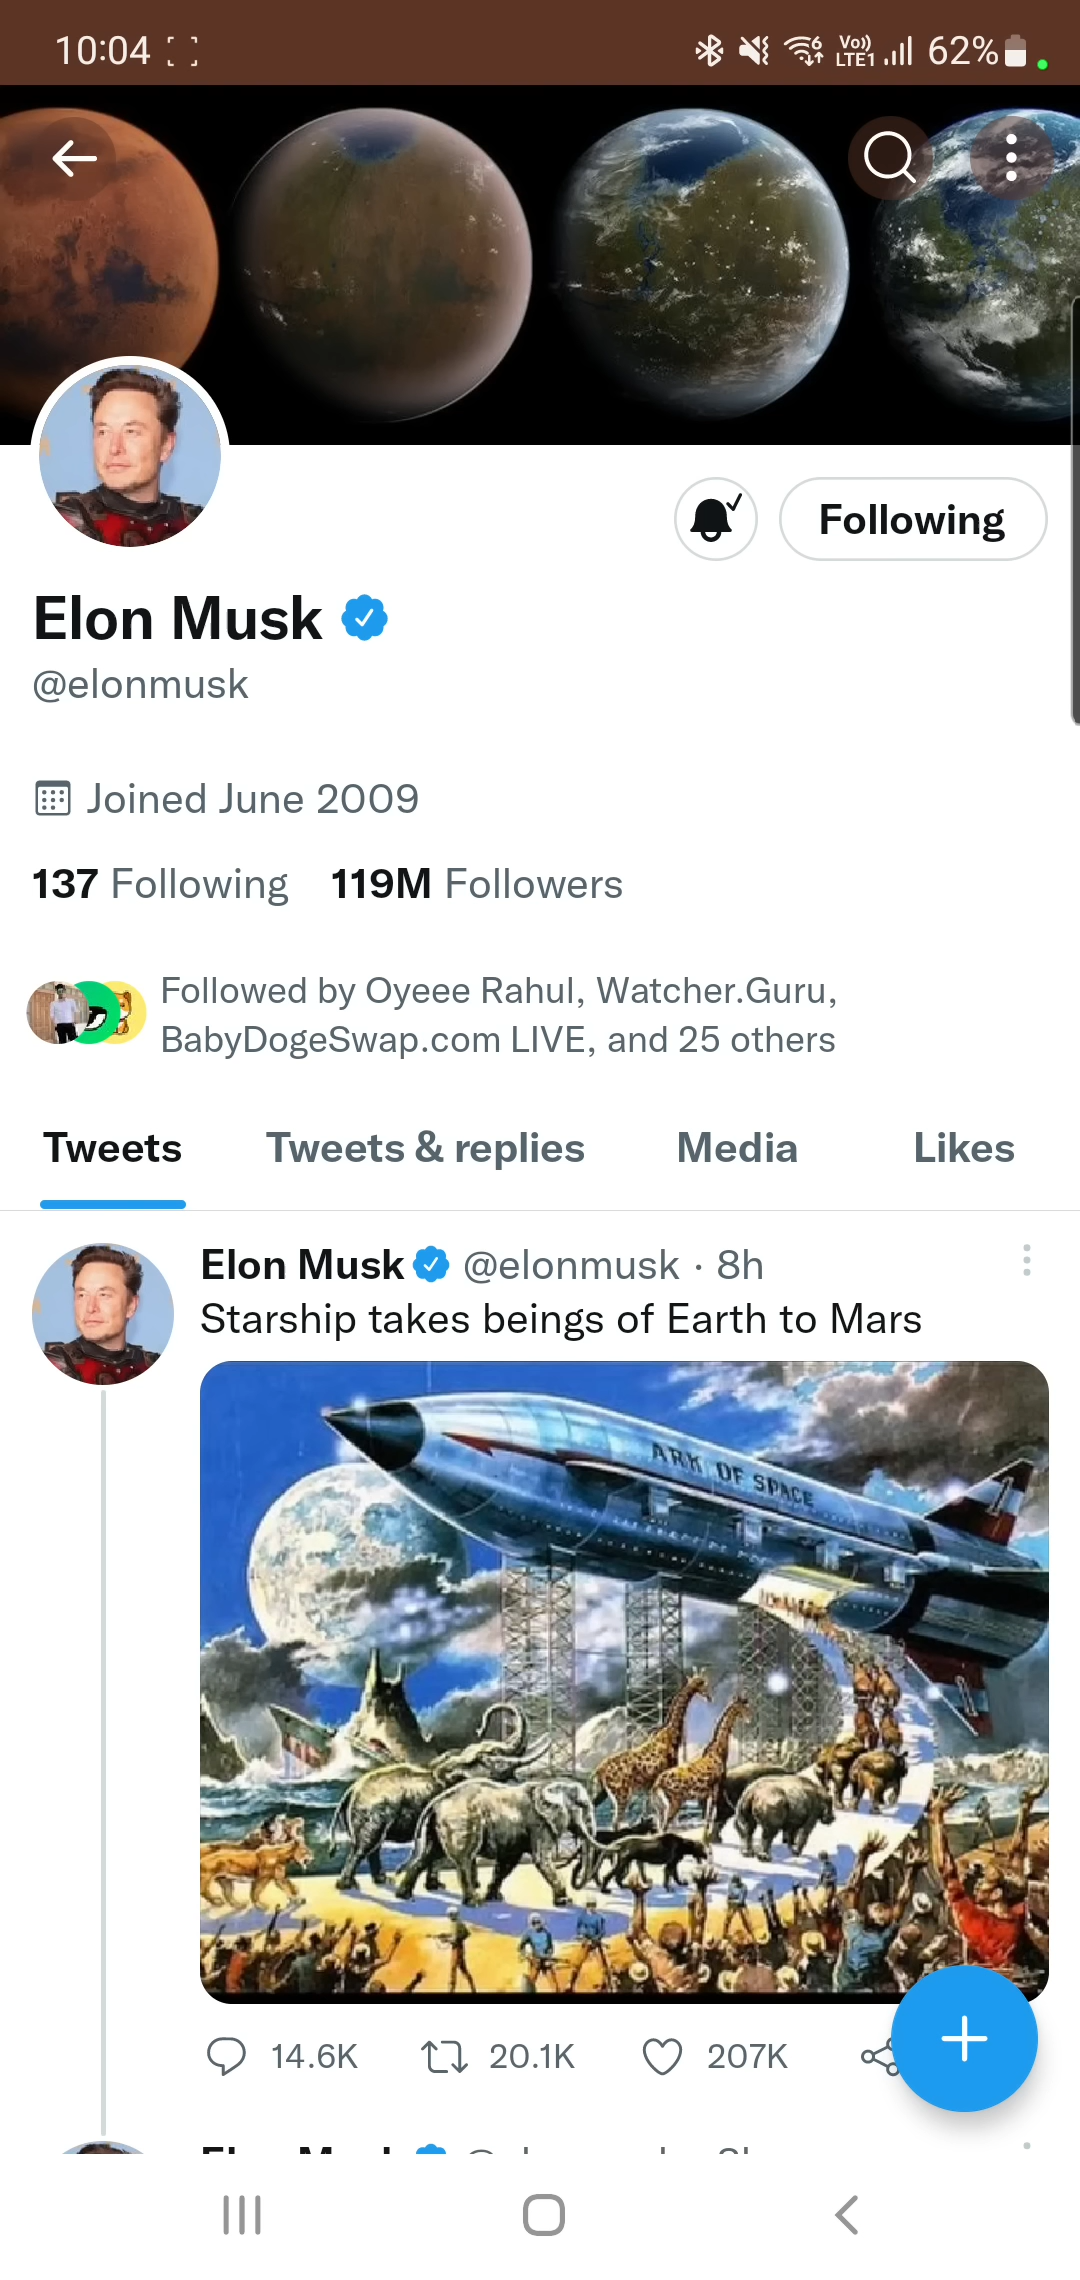 10:04
Vo)) LTE1 62%
Elon Musk
@elonmusk
Joined June 2009
137 Following 119M Followers
Followed by Oyeee Rahul, Watcher.Guru,
BabyDogeSwap.com LIVE, and 25 others
Following
Tweets Tweets & replies Media Likes
Elon Musk @elonmusk · 8h
Starship takes beings of Earth to Mars
ARK OF SPACE
14.6K 20.1K 207K